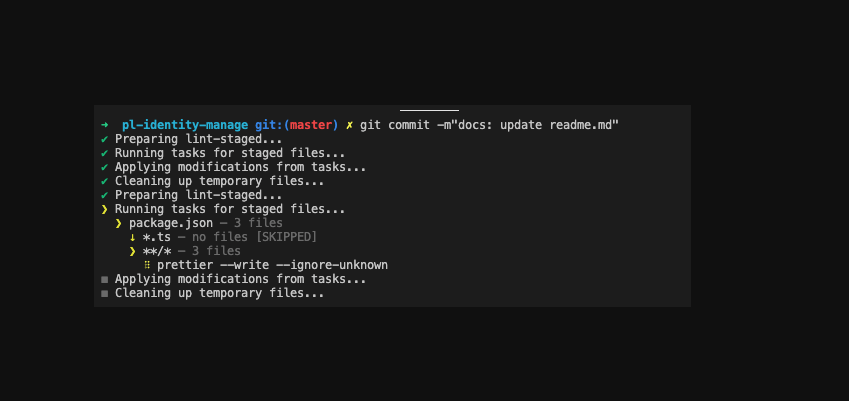 ➜  pl-identity-manage git:(master) ✗ git commit -m"docs: update readme.md"
✔ Preparing lint-staged...
✔ Running tasks for staged files...
✔ Applying modifications from tasks...
✔ Cleaning up temporary files...
✔ Preparing lint-staged...
❯ Running tasks for staged files...
  ❯ package.json — 3 files
    ↓ *.ts — no files [SKIPPED]
    ❯ **/* — 3 files
      ⠿ prettier --write --ignore-unknown
◼ Applying modifications from tasks...
◼ Cleaning up temporary files...